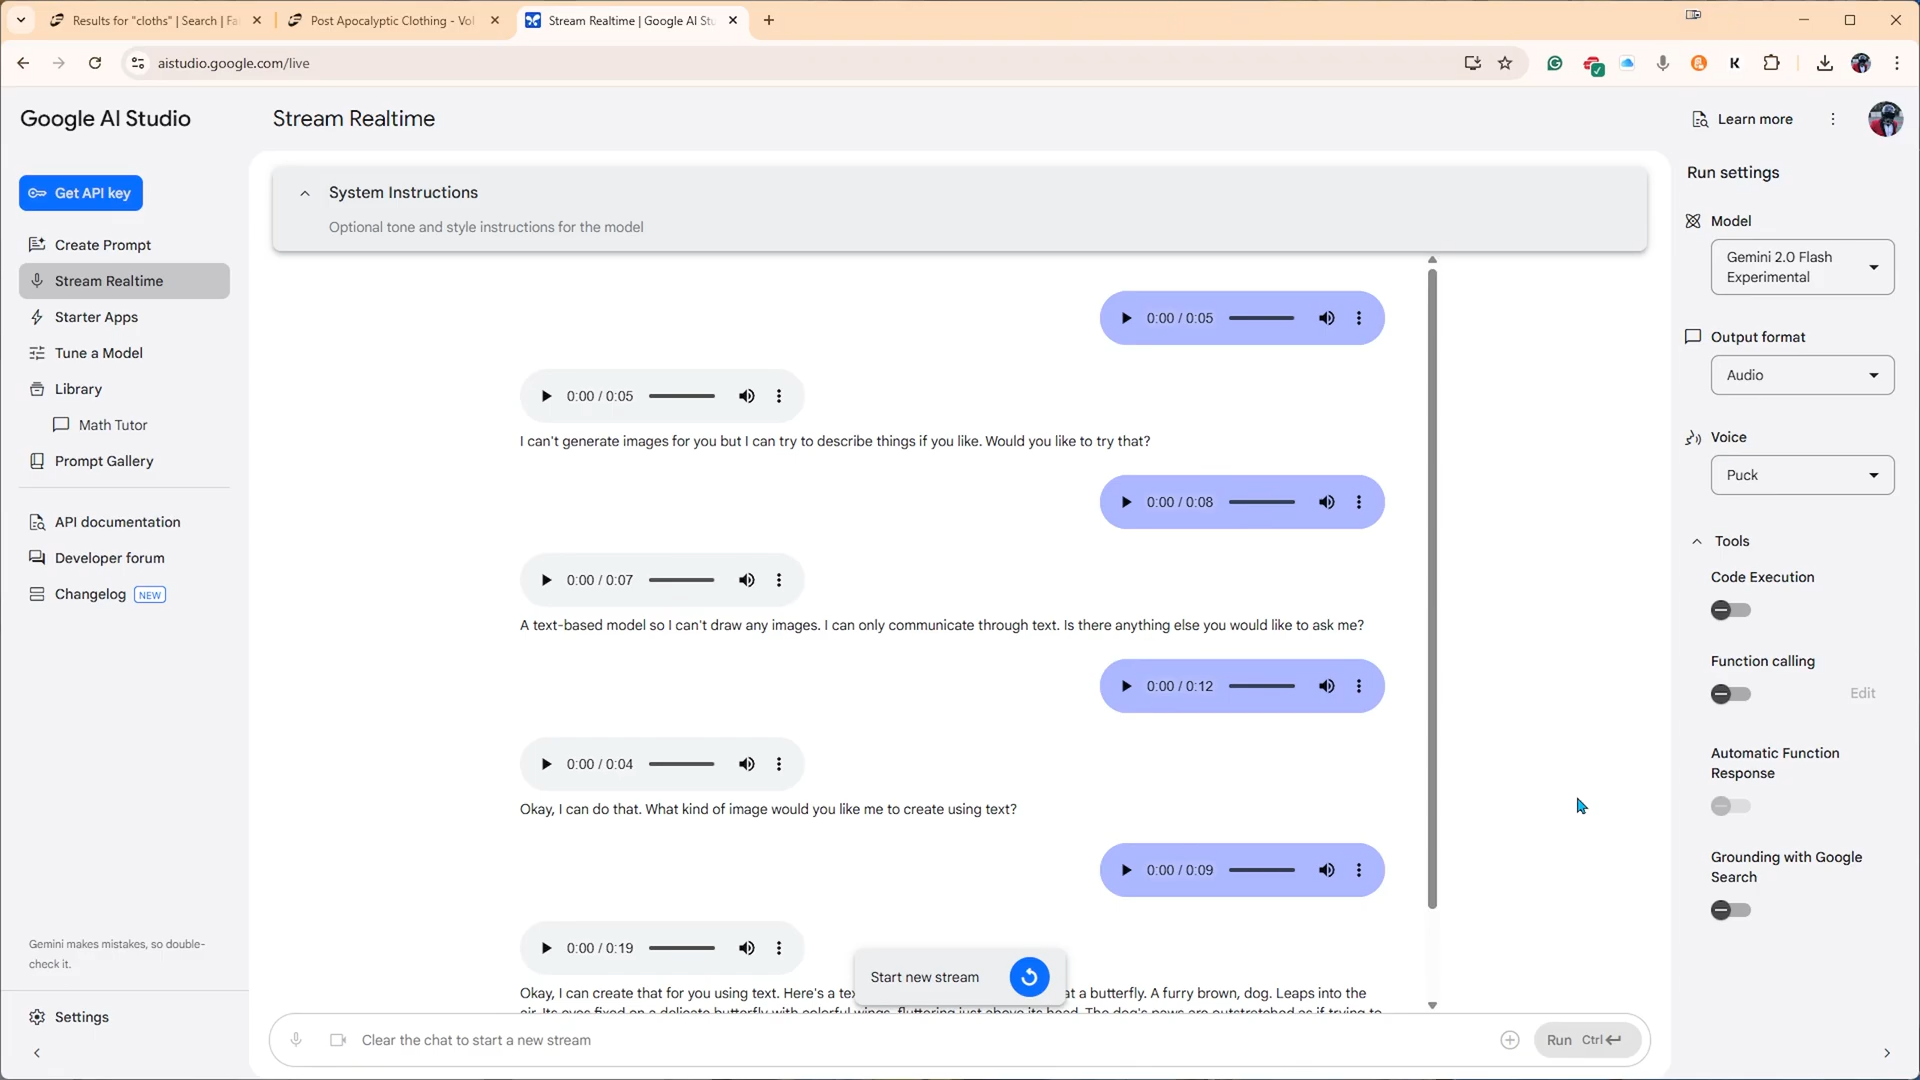 Results for "cloths" | Search | Fa
Post Apocalyptic Clothing - Vol
Stream Realtime | Google AI Stu
aistudio.google.com/live
Google AI Studio
Stream Realtime
Learn more
Get API key
Create Prompt
Stream Realtime
Starter Apps
Tune a Model
Library
Math Tutor
Prompt Gallery
API documentation
Developer forum
Changelog NEW
Gemini makes mistakes, so double-
check it.
Settings
System Instructions
Optional tone and style instructions for the model
0:00 / 0:05
0:00 / 0:05
I can't generate images for you but I can try to describe things if you like. Would you like to try that?
0:00 / 0:08
0:00 / 0:07
A text-based model so I can't draw any images. I can only communicate through text. Is there anything else you would like to ask me?
0:00 / 0:12
0:00 / 0:04
Okay, I can do that. What kind of image would you like me to create using text?
0:00 / 0:09
0:00 / 0:19
Start new stream
Okay, I can create that for you using text. Here's a te at a butterfly. A furry brown, dog. Leaps into the
air. Its eyes fixed on a delicate butterfly with colorful wings, fluttering just above its head. The dog's paws are outstretched as if trying to
Clear the chat to start a new stream
Run Ctrl
Run settings
Model
Gemini 2.0 Flash
Experimental
Output format
Audio
Voice
Puck
Tools
Code Execution
Function calling
Edit
Automatic Function
Response
Grounding with Google
Search